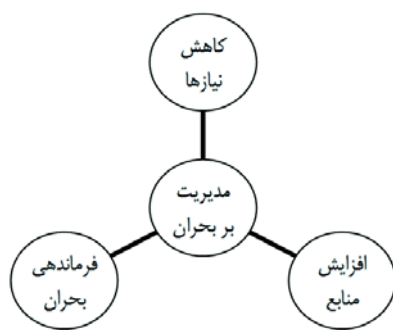 کاهش
نیازها
مدیریت
بر بحران
افزایش
منابع
فرماندهی
بحران